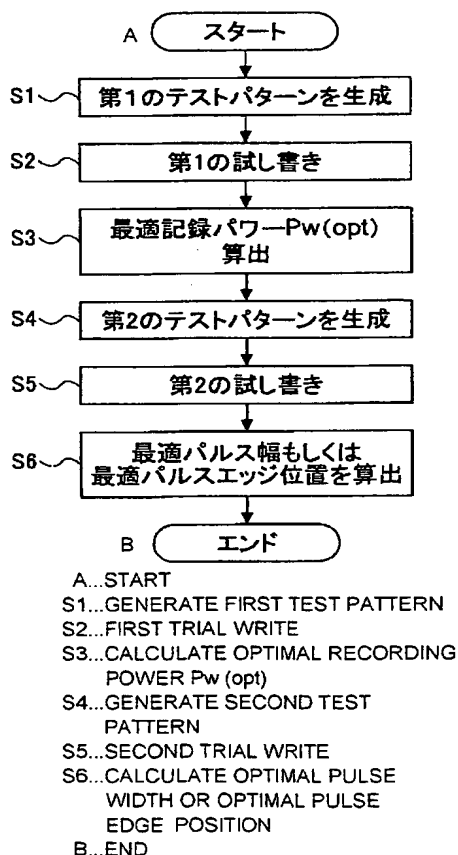 A スタート
S1 第1のテストパターンを生成
S2 第1の試し書き
S3 最適記録パワーPw(opt)
算出
S4 第2のテストパターンを生成
S5 第2の試し書き
S6 最適パルス幅もしくは
最適パルスエッジ位置を算出
B エンド
A...START
S1...GENERATE FIRST TEST PATTERN
S2...FIRST TRIAL WRITE
S3...CALCULATE OPTIMAL RECORDING
POWER Pw (opt)
S4...GENERATE SECOND TEST
PATTERN
S5...SECOND TRIAL WRITE
S6...CALCULATE OPTIMAL PULSE
WIDTH OR OPTIMAL PULSE
EDGE POSITION
B...END